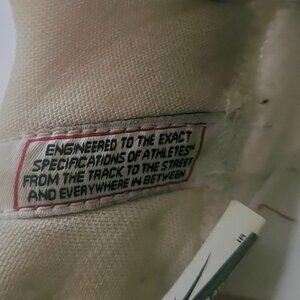 ENGINEERED TO THE EXACT
SPECIFICATIONS OF ATHLETES™
FROM THE TRACK TO THE STREET
AND EVERYWHERE IN BETWEEN